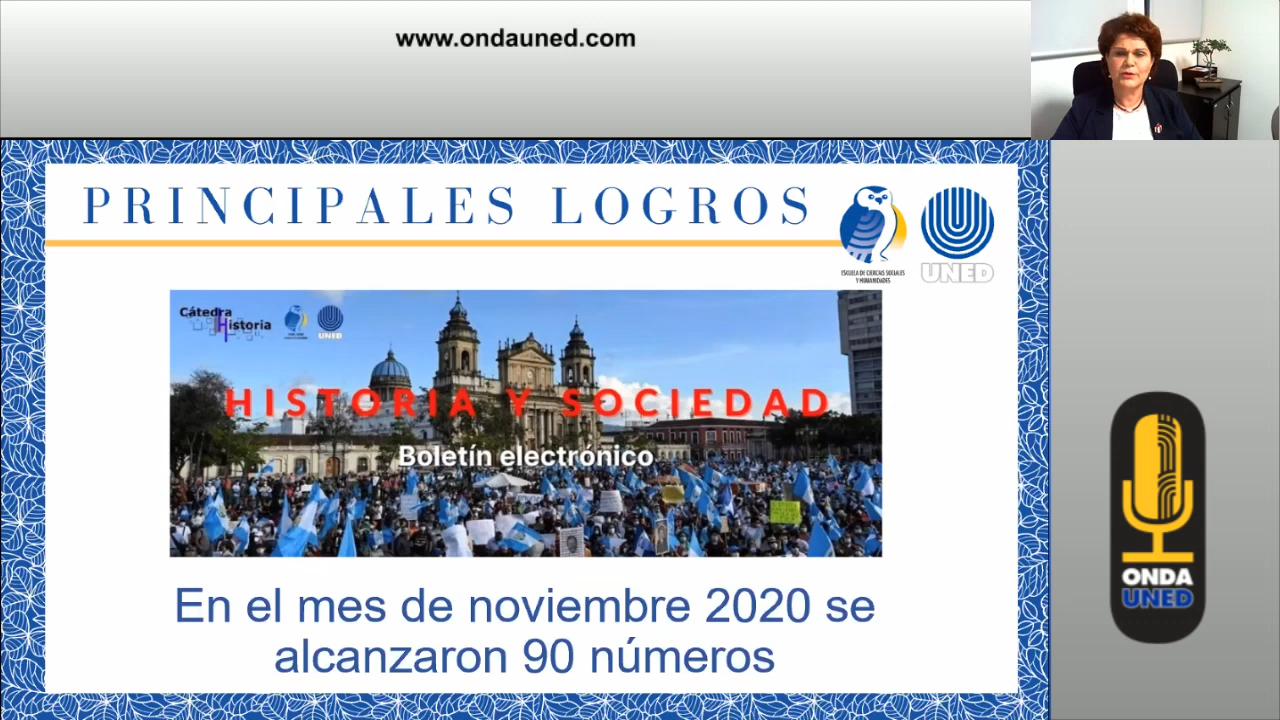 www.ondauned.com
PRINCIPALES LOGROS
ESCUELA DE CIENCIAS SOCIALES
Y HUMANIDADES
UNED
Cátedra
Historia
UNED
HISTORIA Y SOCIEDAD
Boletín electrónico
En el mes de noviembre 2020 se
alcanzaron 90 números
ONDA
UNED